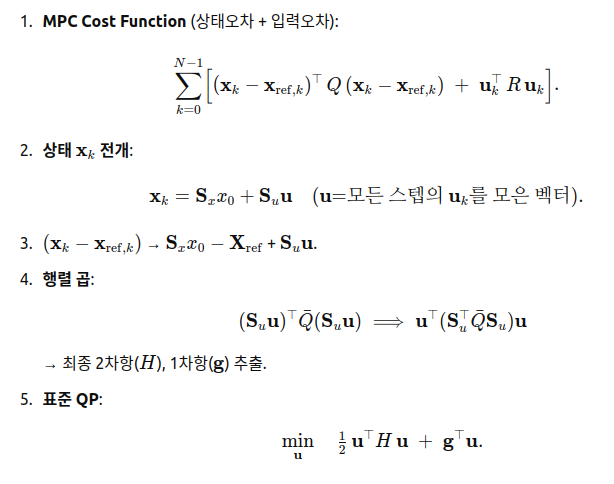 1. MPC Cost Function (상태오차 + 입력오차):
$$\sum_{k=0}^{N-1}\left[(\mathbf{x}_k - \mathbf{x}_{\text{ref},k})^\top Q\,(\mathbf{x}_k - \mathbf{x}_{\text{ref},k}) \;+\; \mathbf{u}_k^\top R\,\mathbf{u}_k\right].$$
2. 상태 $\mathbf{x}_k$ 전개:
$$\mathbf{x}_k = \mathbf{S}_x x_0 + \mathbf{S}_u \mathbf{u} \quad (\mathbf{u}\text{=모든 스텝의 }\mathbf{u}_k\text{를 모은 벡터}).$$
3. $(\mathbf{x}_k - \mathbf{x}_{\text{ref},k})$ → $\mathbf{S}_x x_0 - \mathbf{X}_{\text{ref}}$ + $\mathbf{S}_u \mathbf{u}$.
4. 행렬 곱:
$$(\mathbf{S}_u \mathbf{u})^\top \bar{Q} (\mathbf{S}_u \mathbf{u}) \implies \mathbf{u}^\top (\mathbf{S}_u^\top \bar{Q} \mathbf{S}_u) \mathbf{u}$$
→ 최종 2차항($H$), 1차항($\mathbf{g}$) 추출.
5. 표준 QP:
$$\min_{\mathbf{u}} \quad \tfrac{1}{2}\,\mathbf{u}^\top H\,\mathbf{u} \;+\; \mathbf{g}^\top \mathbf{u}.$$